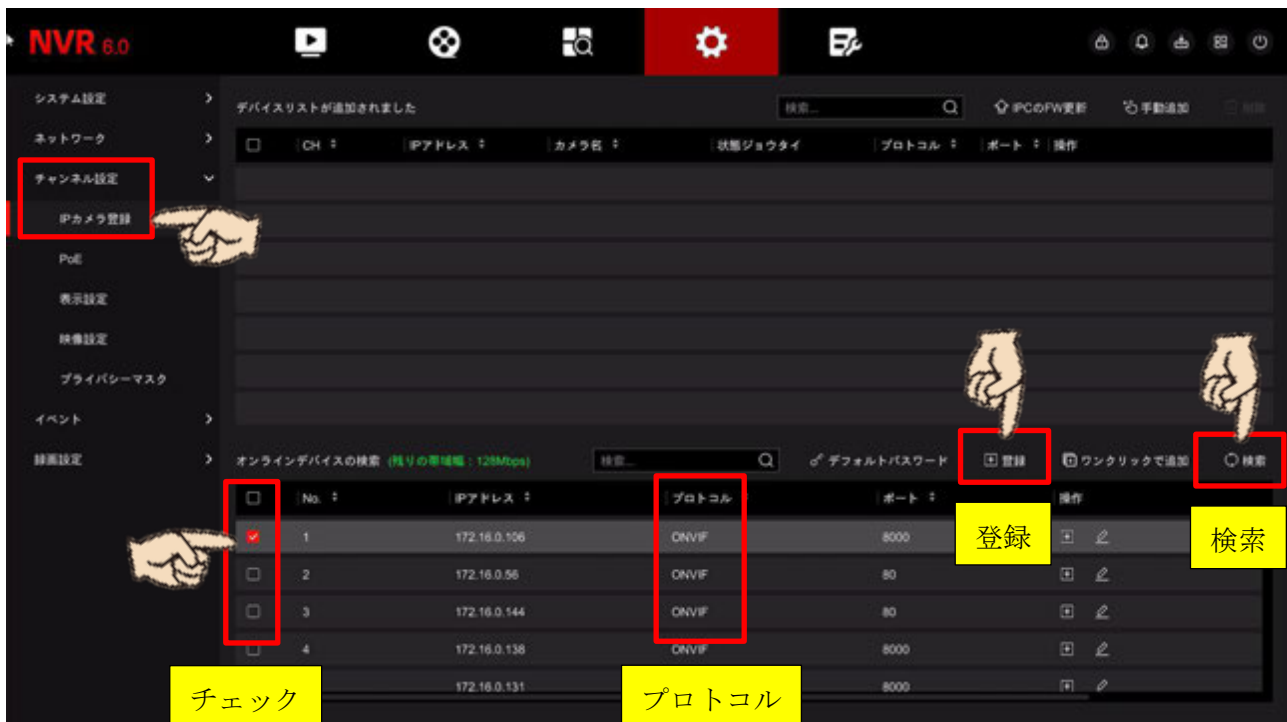 NVR 6.0
システム設定
ネットワーク
チャンネル設定
IPカメラ登録
PoE
表示設定
映像設定
プライバシーマスク
イベント
録画設定
デバイスリストが追加されました
検索...
IPCのFW更新
手動追加
削除
CH
IPアドレス
カメラ名
状態ジョウタイ
プロトコル
ポート
操作
オンラインデバイスの検索 (残りの帯域幅:128Mbps)
検索...
デフォルトパスワード
登録
ワンクリックで追加
検索
No.
IPアドレス
プロトコル
ポート
操作
登録
検索
1 172.16.0.106 ONVIF 8000
2 172.16.0.56 ONVIF 80
3 172.16.0.144 ONVIF 80
4 172.16.0.138 ONVIF 8000
172.16.0.131 8000
チェック
プロトコル